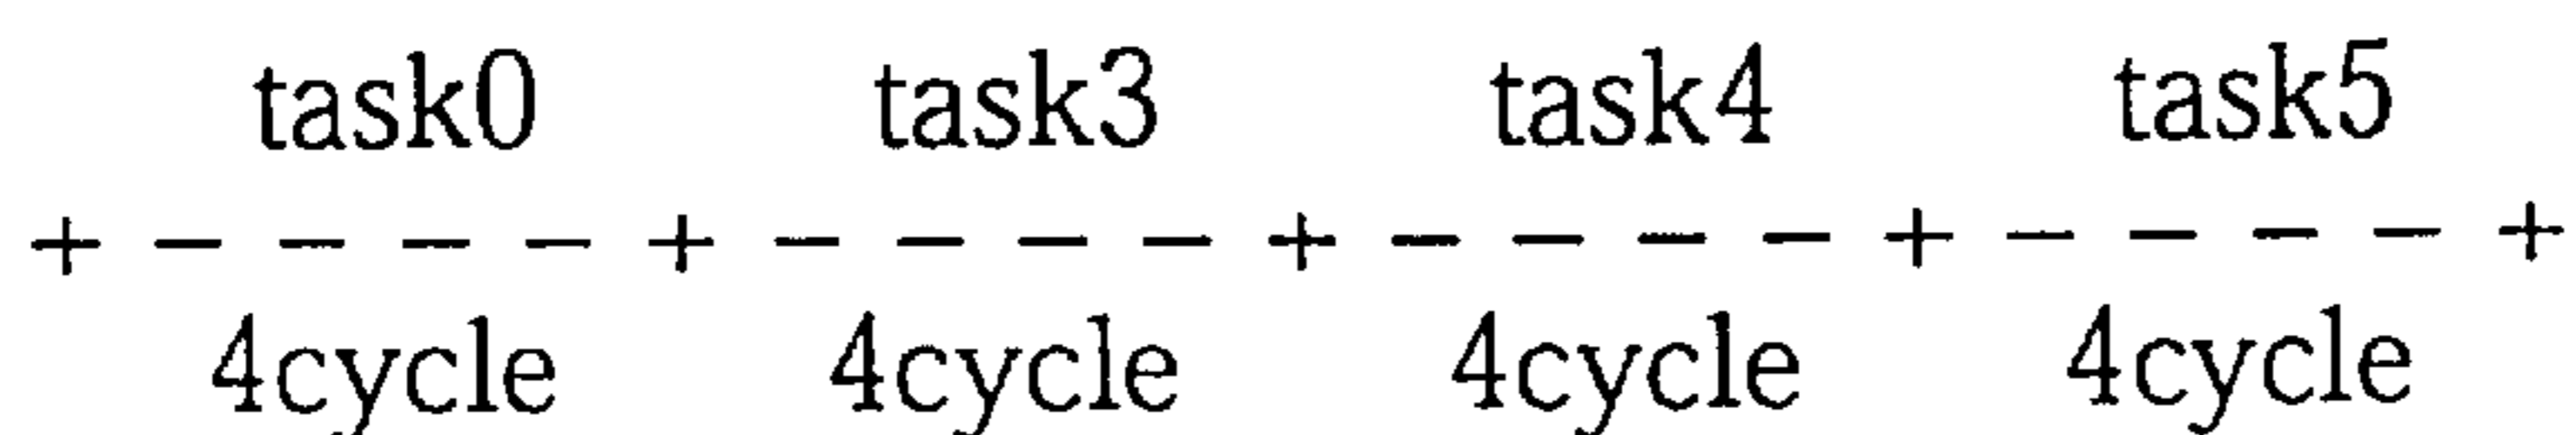 task0 task3 task4 task5
+ - - - - + - - - - + - - - - + - - - - +
4cycle 4cycle 4cycle 4cycle